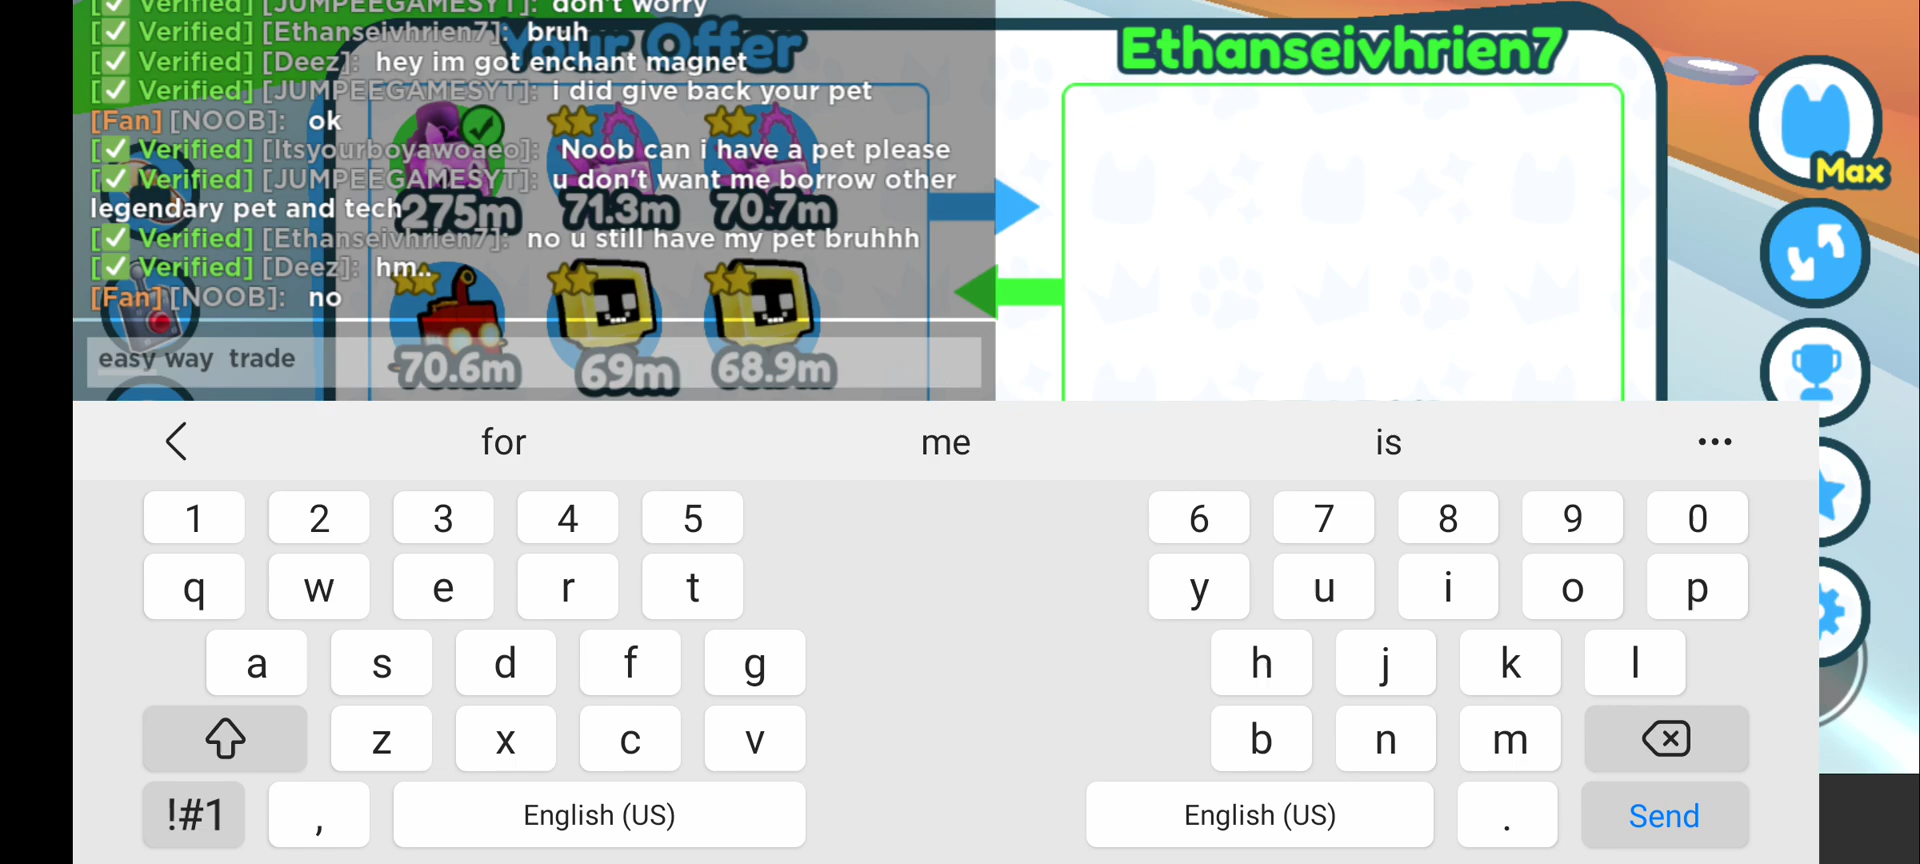 [✓ Verified] [JUMPEEGAMESYT]: don't worry
[✓ Verified] [Ethanseivhrien7]: bruh
[✓ Verified] [Deez]: hey im got enchant magnet
[✓ Verified] [JUMPEEGAMESYT]: i did give back your pet
[Fan] [NOOB]: ok
[✓ Verified] [Itsyourboyawoaeo]: Noob can i have a pet please
[✓ Verified] [JUMPEEGAMESYT]: u don't want me borrow other
legendary pet and tech
[✓ Verified] [Ethanseivhrien7]: no u still have my pet bruhhh
[✓ Verified] [Deez]: hm..
[Fan] [NOOB]: no
easy way trade
Your Offer
275m 71.3m 70.7m
70.6m 69m 68.9m
Ethanseivhrien7
Max
for me is
1 2 3 4 5 6 7 8 9 0
q w e r t y u i o p
a s d f g h j k l
z x c v b n m
!#1 , English (US) English (US) . Send